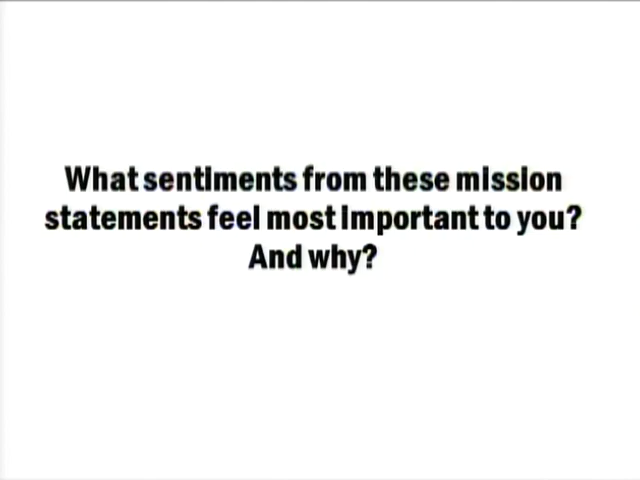 What sentiments from these mission
statements feel most important to you?
And why?